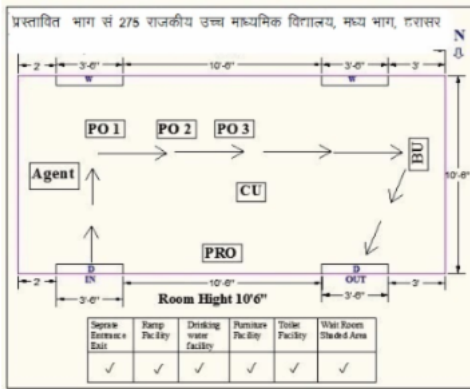 प्रस्तावित भाग सं 275 राजकीय उच्च माध्यमिक विद्यालय, मध्य भाग, हरासर
N
2' 3'-6" 10'-6" 3'-6" 3'
W W
PO 1 PO 2 PO 3
BU
Agent
CU
10'-6"
PRO
D D
IN OUT
2' 10'-6" 3'
3'-6" Room Hight 10'6" 3'-6"
Seprate Entrance Exit
Ramp Facility
Drinking water facility
Furniture Facility
Toilet Facility
Wait Room Shaded Area
✓ ✓ ✓ ✓ ✓ ✓